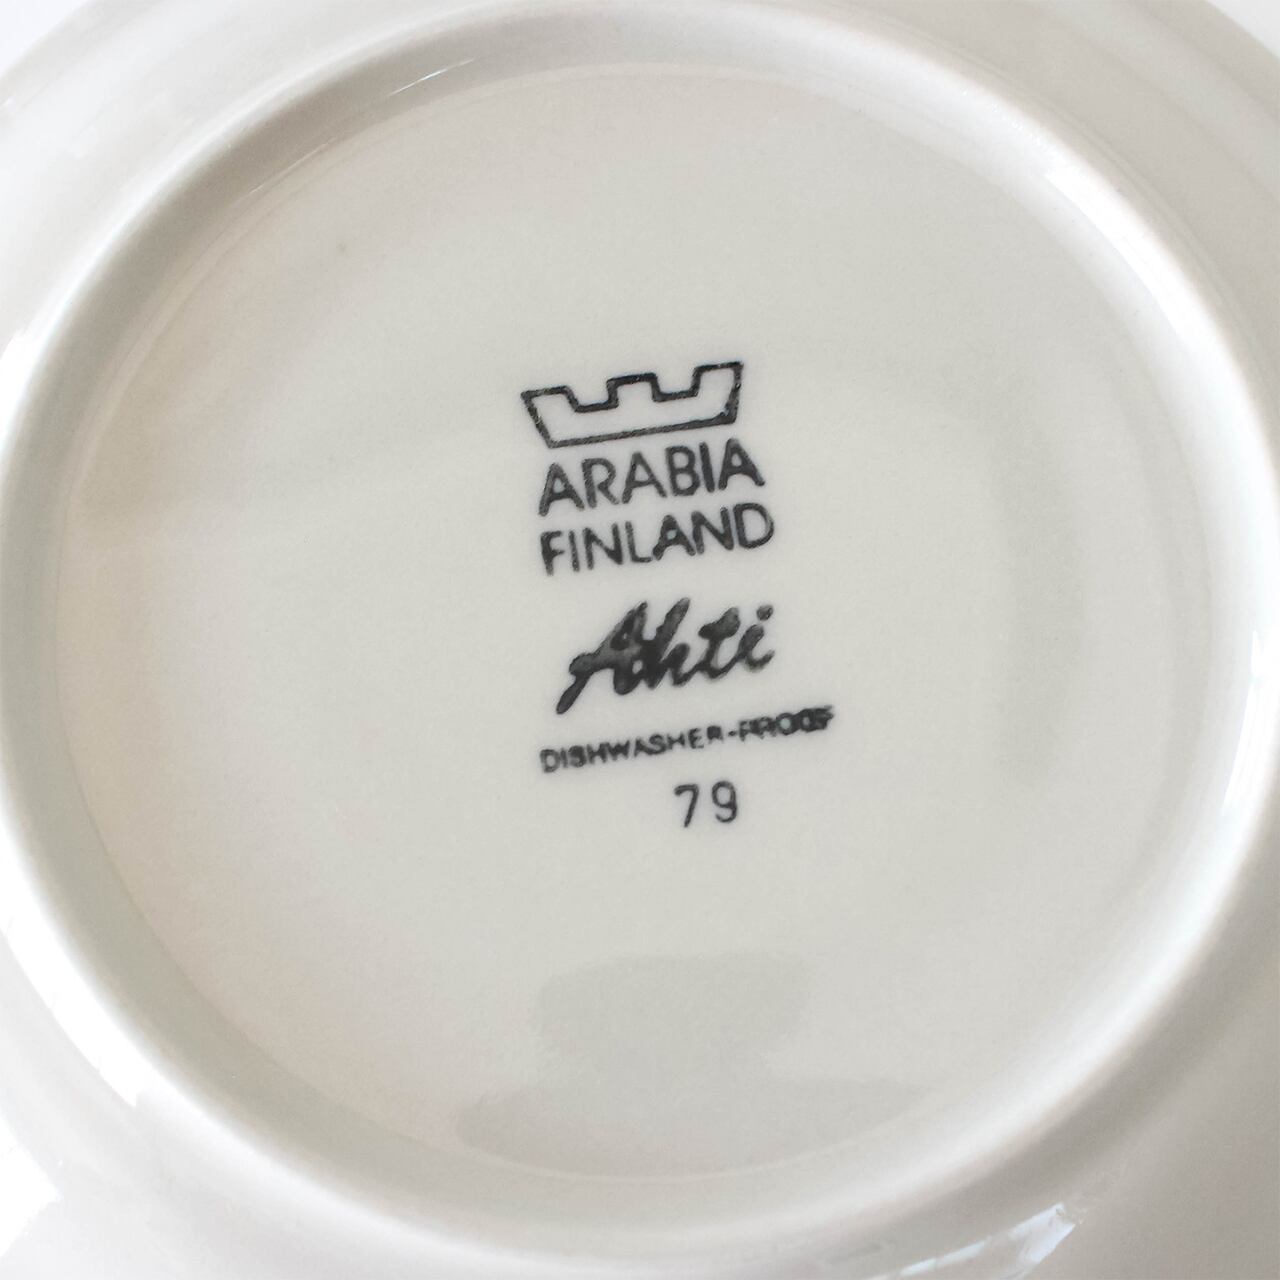 ARABIA
FINLAND
Ahti
DISHWASHER-PROOF
79